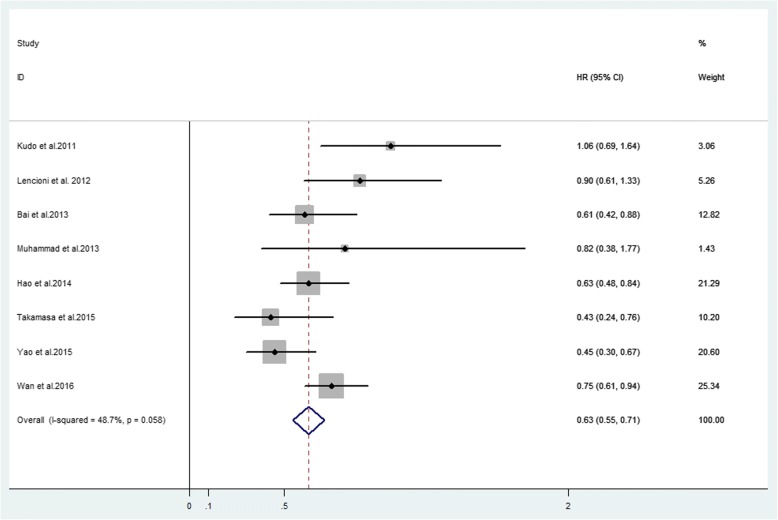 Study %
ID HR (95% CI) Weight
Kudo et.al.2011 1.06 (0.69, 1.64) 3.06
Lencioni et al. 2012 0.90 (0.61, 1.33) 5.26
Bai et.al.2013 0.61 (0.42, 0.88) 12.82
Muhammad et.al.2013 0.82 (0.38, 1.77) 1.43
Hao et.al.2014 0.63 (0.48, 0.84) 21.29
Takamasa et.al.2015 0.43 (0.24, 0.76) 10.20
Yao et.al.2015 0.45 (0.30, 0.67) 20.60
Wan et.al.2016 0.75 (0.61, 0.94) 25.34
Overall (I-squared = 48.7%, p = 0.058) 0.63 (0.55, 0.71) 100.00
0 .1 .5 2